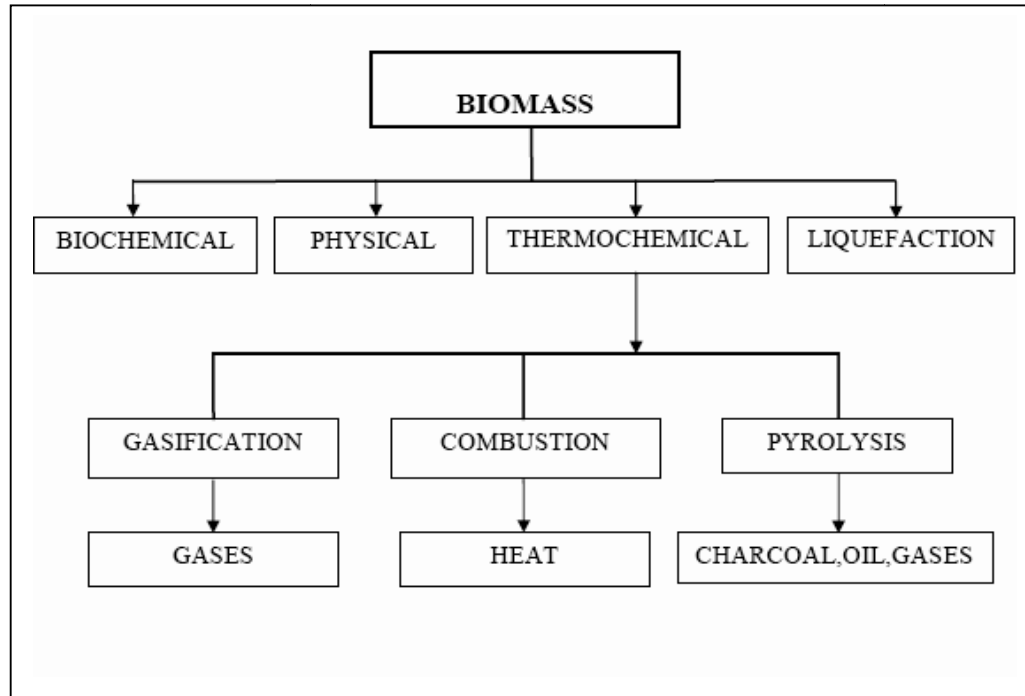 BIOMASS
BIOCHEMICAL
PHYSICAL
THERMOCHEMICAL
LIQUEFACTION
GASIFICATION
COMBUSTION
PYROLYSIS
GASES
HEAT
CHARCOAL,OIL,GASES